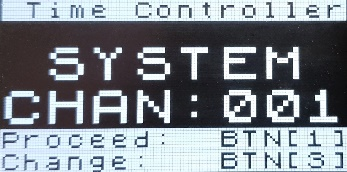 Time Controller
SYSTEM
CHAN:001
Proceed: BTN[1]
Change: BTN[3]